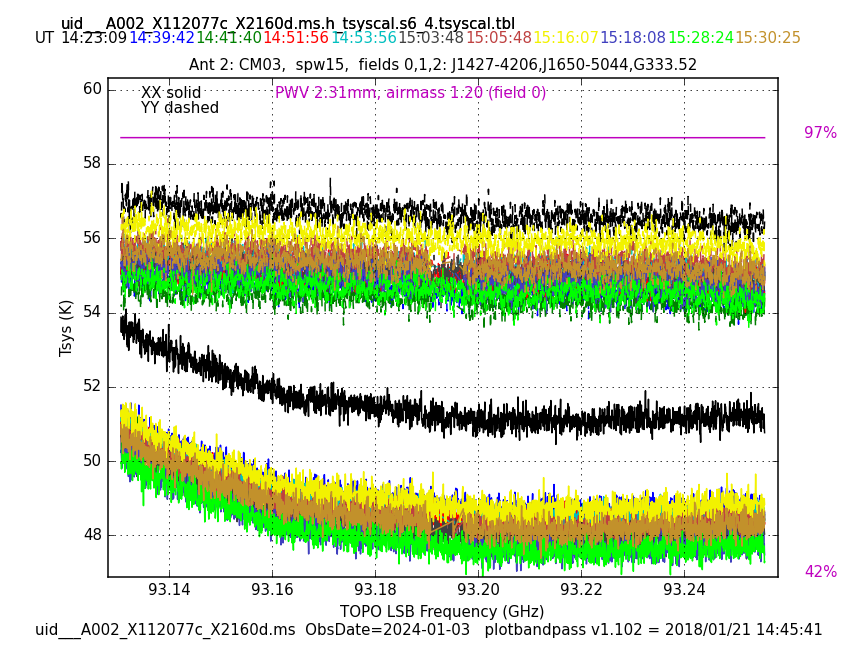 uid___A002_X112077c_X2160d.ms.h_tsyscal.s6_4.tsyscal.tbl
UT 14:23:09 14:39:42 14:41:40 14:51:56 14:53:56 15:03:48 15:05:48 15:16:07 15:18:08 15:28:24 15:30:25
Ant 2: CM03, spw15, fields 0,1,2: J1427-4206,J1650-5044,G333.52
60
XX solid
PWV 2.31mm, airmass 1.20 (field 0)
YY dashed
97%
58
56
54
Tsys (K)
52
50
48
42%
93.14 93.16 93.18 93.20 93.22 93.24
TOPO LSB Frequency (GHz)
uid___A002_X112077c_X2160d.ms ObsDate=2024-01-03 plotbandpass v1.102 = 2018/01/21 14:45:41